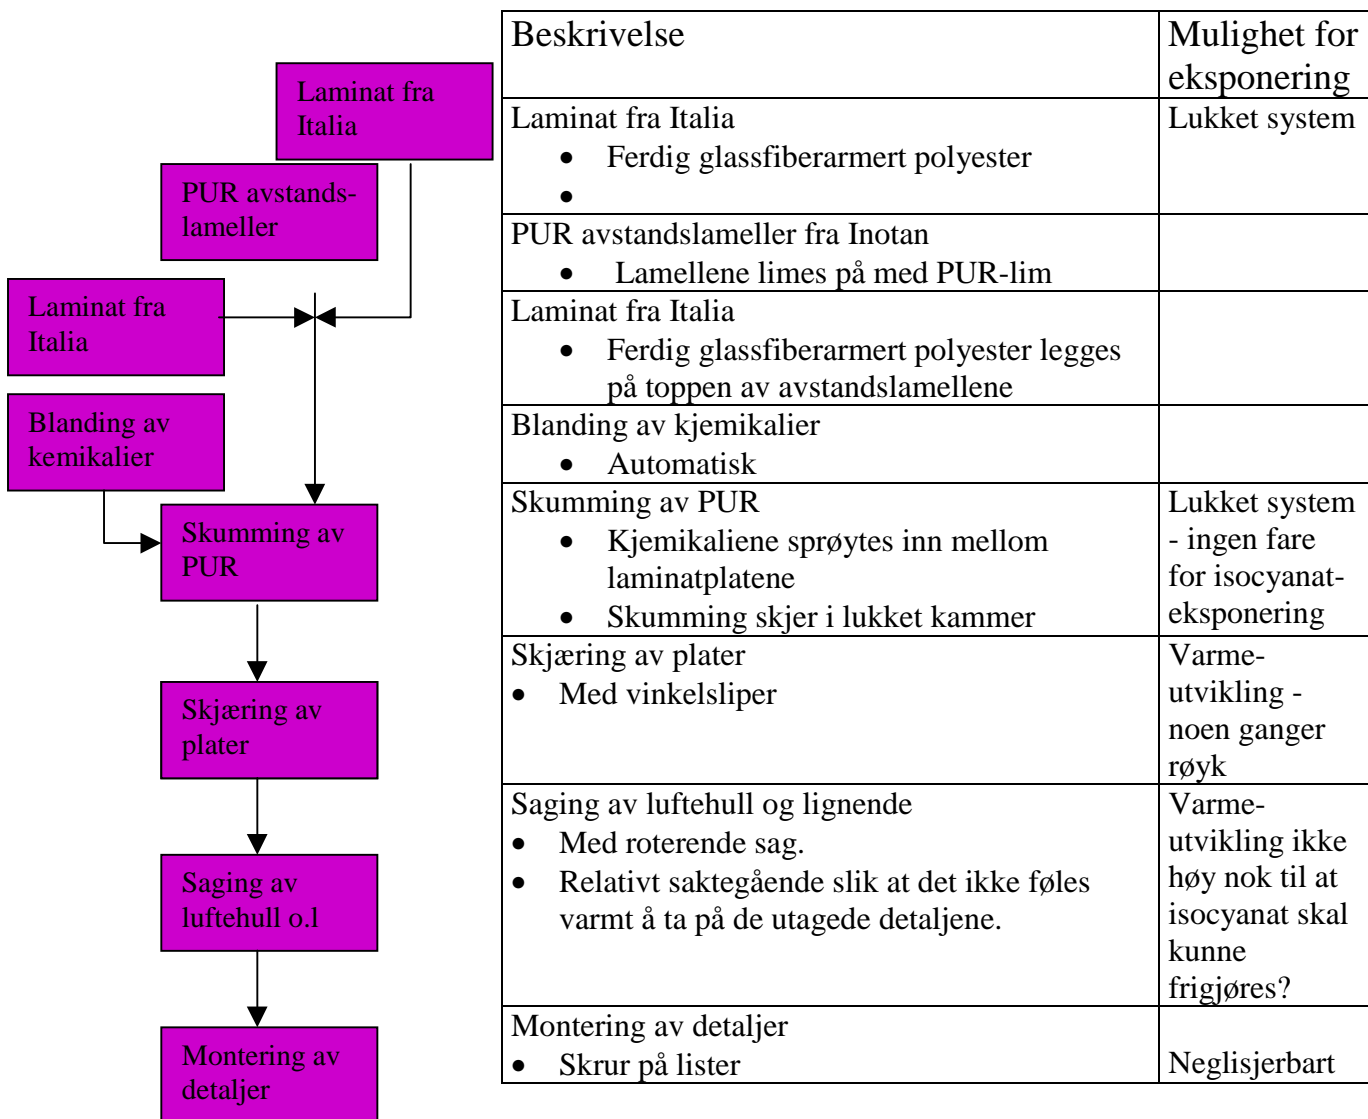 Laminat fra
Italia
PUR avstands-
lameller
Laminat fra
Italia
Blanding av
kemikalier
Skumming av
PUR
Skjæring av
plater
Saging av
luftehull o.l
Montering av
detaljer
Beskrivelse
Mulighet for
eksponering
Laminat fra Italia
• Ferdig glassfiberarmert polyester
•
Lukket system
PUR avstandslameller fra Inotan
• Lamellene limes på med PUR-lim
Laminat fra Italia
• Ferdig glassfiberarmert polyester legges
på toppen av avstandslamellene
Blanding av kjemikalier
• Automatisk
Skumming av PUR
• Kjemikaliene sprøytes inn mellom
laminatplatene
• Skumming skjer i lukket kammer
Lukket system
- ingen fare
for isocyanat-
eksponering
Skjæring av plater
• Med vinkelsliper
Varme-
utvikling -
noen ganger
røyk
Saging av luftehull og lignende
• Med roterende sag.
• Relativt saktegående slik at det ikke føles
varmt å ta på de utagede detaljene.
Varme-
utvikling ikke
høy nok til at
isocyanat skal
kunne
frigjøres?
Montering av detaljer
• Skrur på lister
Neglisjerbart